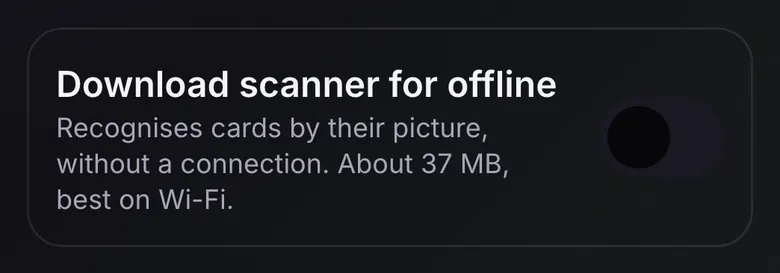 Download scanner for offline
Recognises cards by their picture,
without a connection. About 37 MB,
best on Wi-Fi.